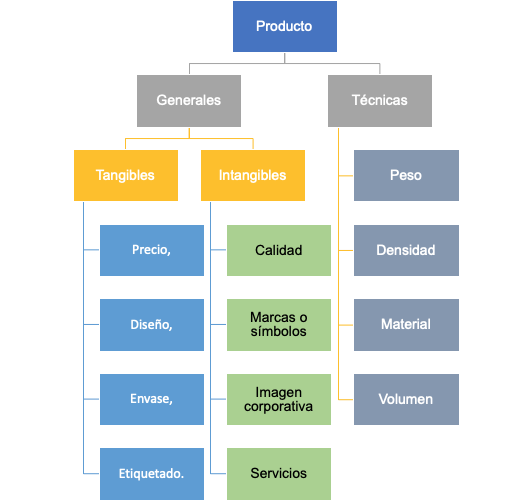 Producto
Generales
Técnicas
Tangibles
Intangibles
Peso
Precio,
Calidad
Densidad
Diseño,
Marcas o
símbolos
Material
Envase,
Imagen
corporativa
Volumen
Etiquetado.
Servicios